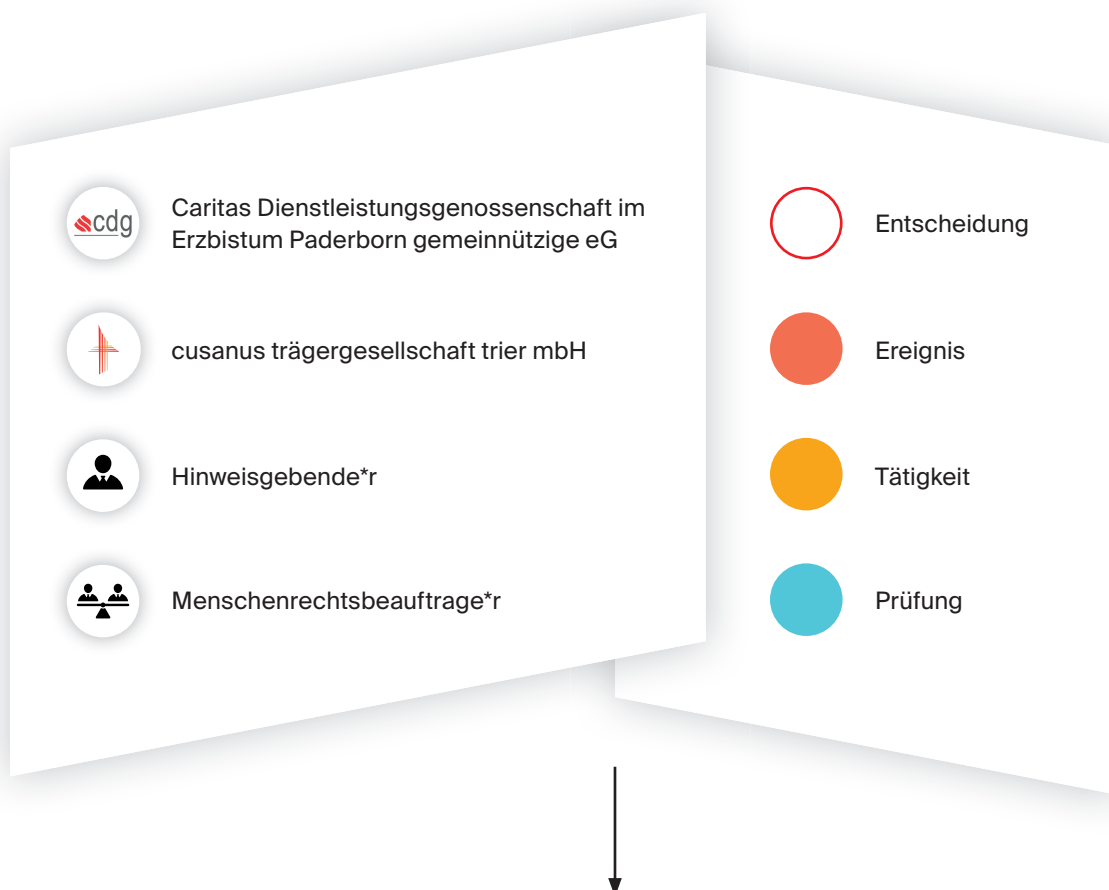 cdg
Caritas Dienstleistungsgenossenschaft im
Erzbistum Paderborn gemeinnützige eG
cusanus trägergesellschaft trier mbH
Hinweisgebende*r
Menschenrechtsbeauftrage*r
Entscheidung
Ereignis
Tätigkeit
Prüfung